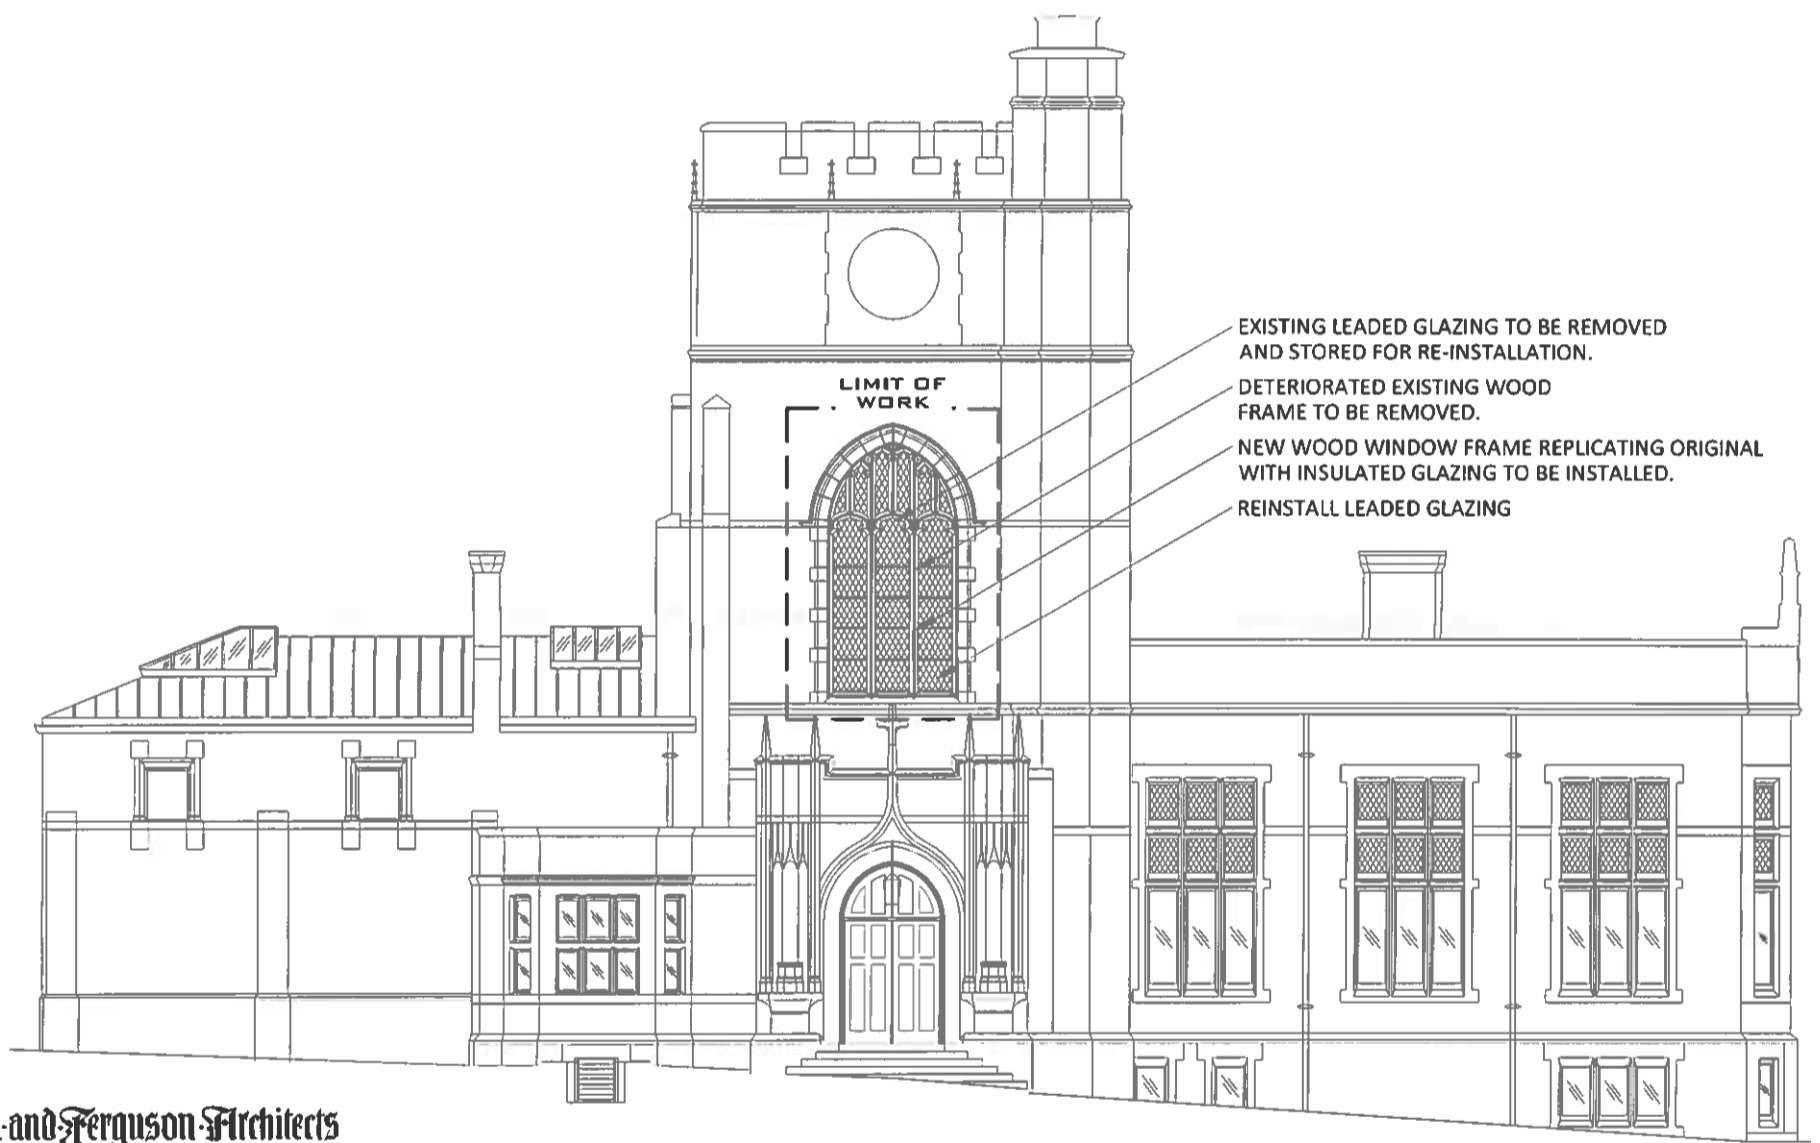 EXISTING LEADED GLAZING TO BE REMOVED
AND STORED FOR RE-INSTALLATION.
LIMIT OF
WORK
DETERIORATED EXISTING WOOD
FRAME TO BE REMOVED.
NEW WOOD WINDOW FRAME REPLICATING ORIGINAL
WITH INSULATED GLAZING TO BE INSTALLED.
REINSTALL LEADED GLAZING
and Ferguson Architects